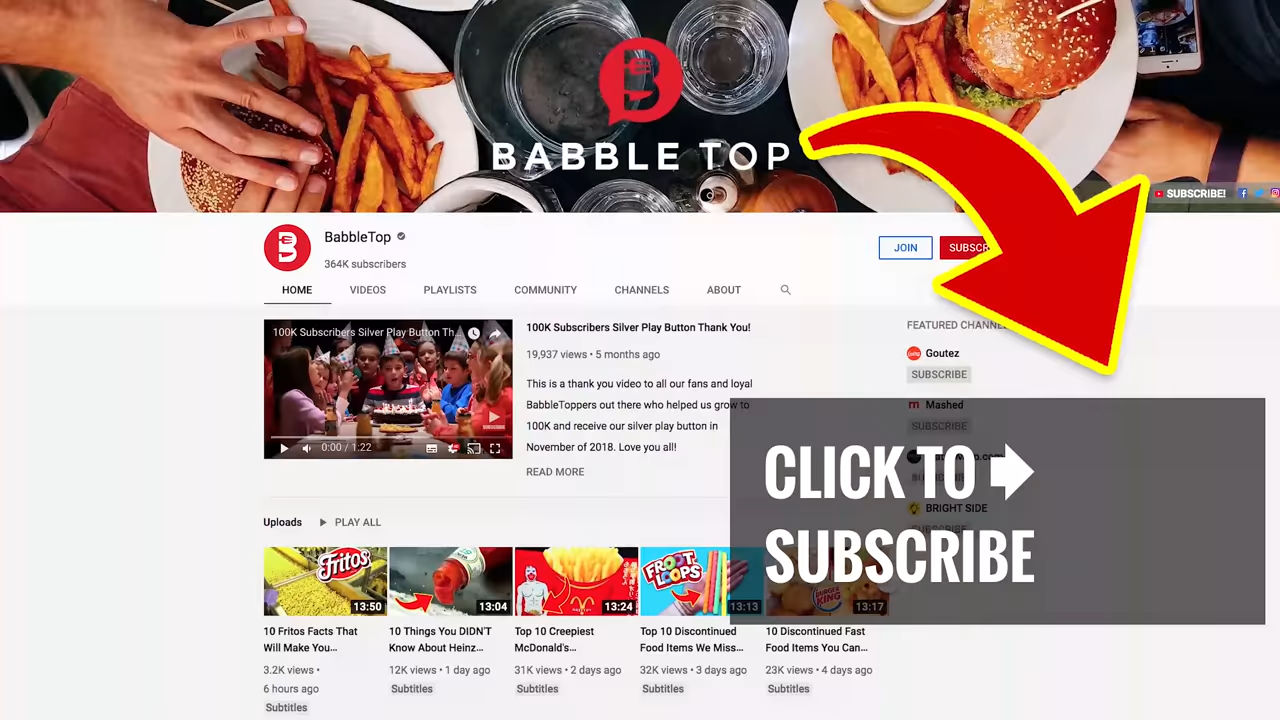 BABBLE TOP
SUBSCRIBE!
BabbleTop
364K subscribers
JOIN
HOME
VIDEOS
PLAYLISTS
COMMUNITY
CHANNELS
ABOUT
100K Subscribers Silver Play Button Th...
0:00 / 1:22
100K Subscribers Silver Play Button Thank You!
19,937 views • 5 months ago
This is a thank you video to all our fans and loyal
BabbleToppers out there who helped us grow to
100K and receive our silver play button in
November of 2018. Love you all!
READ MORE
FEATURED
Goutez
SUBSCRIBE
Mashed
SUBSCRIBE
BRIGHT SIDE
SUBSCRIBE
CLICK TO
SUBSCRIBE
Uploads
PLAY ALL
Fritos
13:50
10 Fritos Facts That
Will Make You...
3.2K views •
6 hours ago
Subtitles
13:04
10 Things You DIDN'T
Know About Heinz...
12K views • 1 day ago
Subtitles
13:24
Top 10 Creepiest
McDonald's...
31K views • 2 days ago
Subtitles
FROOT
LOOPS
13:13
Top 10 Discontinued
Food Items We Miss...
32K views • 3 days ago
Subtitles
BURGER
KING
13:17
10 Discontinued Fast
Food Items You Can...
23K views • 4 days ago
Subtitles